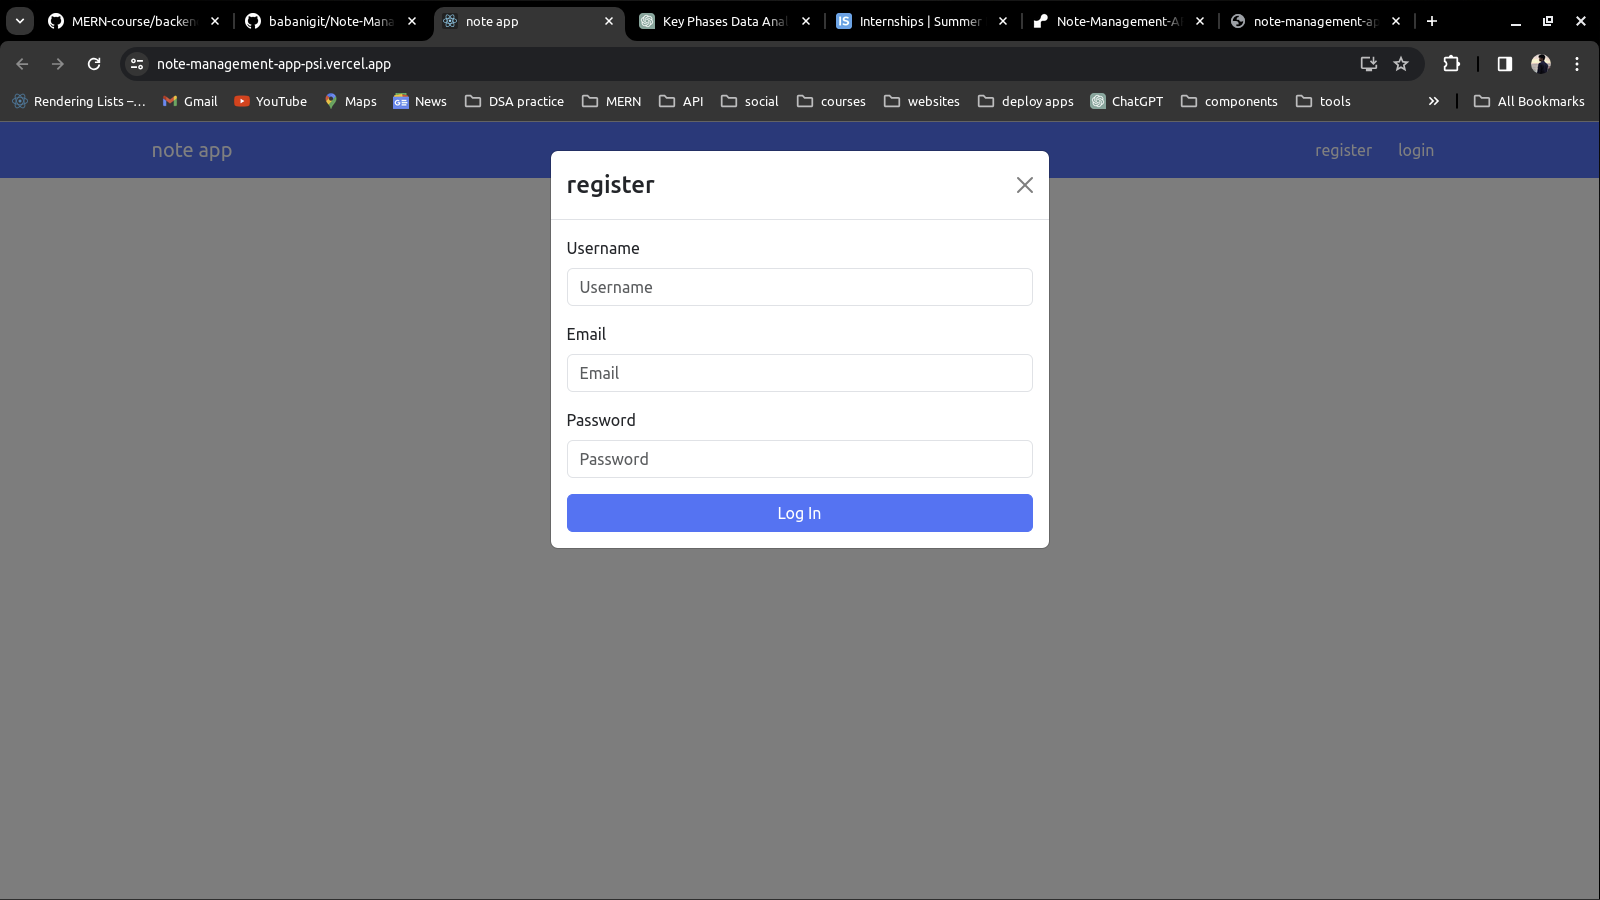 MERN-course/backen
babanigit/Note-Mana
note app
Key Phases Data Anal
Internships | Summer
Note-Management-A
note-management-ap
note-management-app-psi.vercel.app
Rendering Lists –... Gmail YouTube Maps News DSA practice MERN API social courses websites deploy apps ChatGPT components tools » All Bookmarks
note app register login
register
Username
Username
Email
Email
Password
Password
Log In